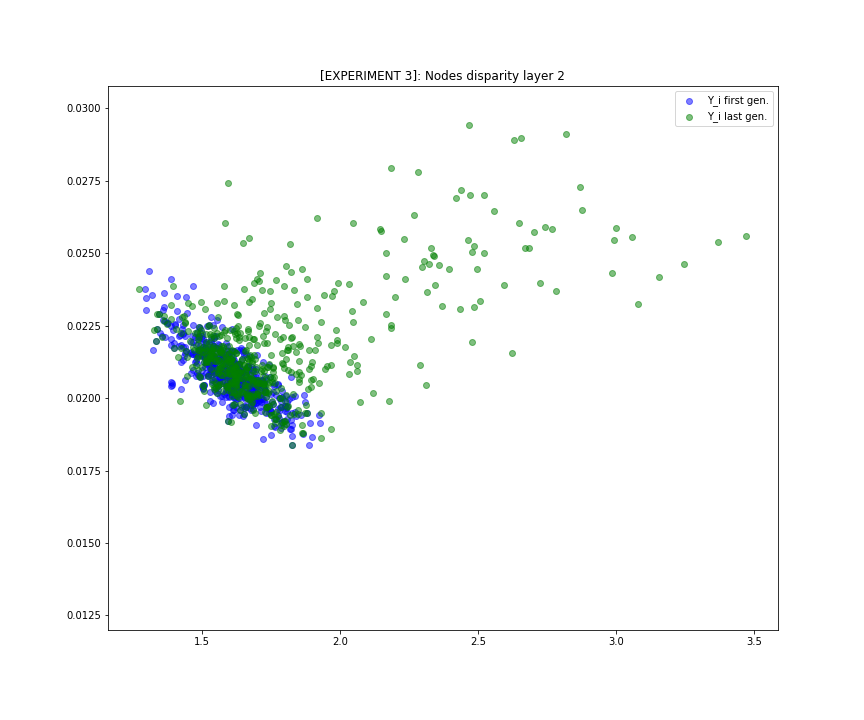 [EXPERIMENT 3]: Nodes disparity layer 2
Y_i first gen.
Y_i last gen.
0.0300
0.0275
0.0250
0.0225
0.0200
0.0175
0.0150
0.0125
1.5 2.0 2.5 3.0 3.5